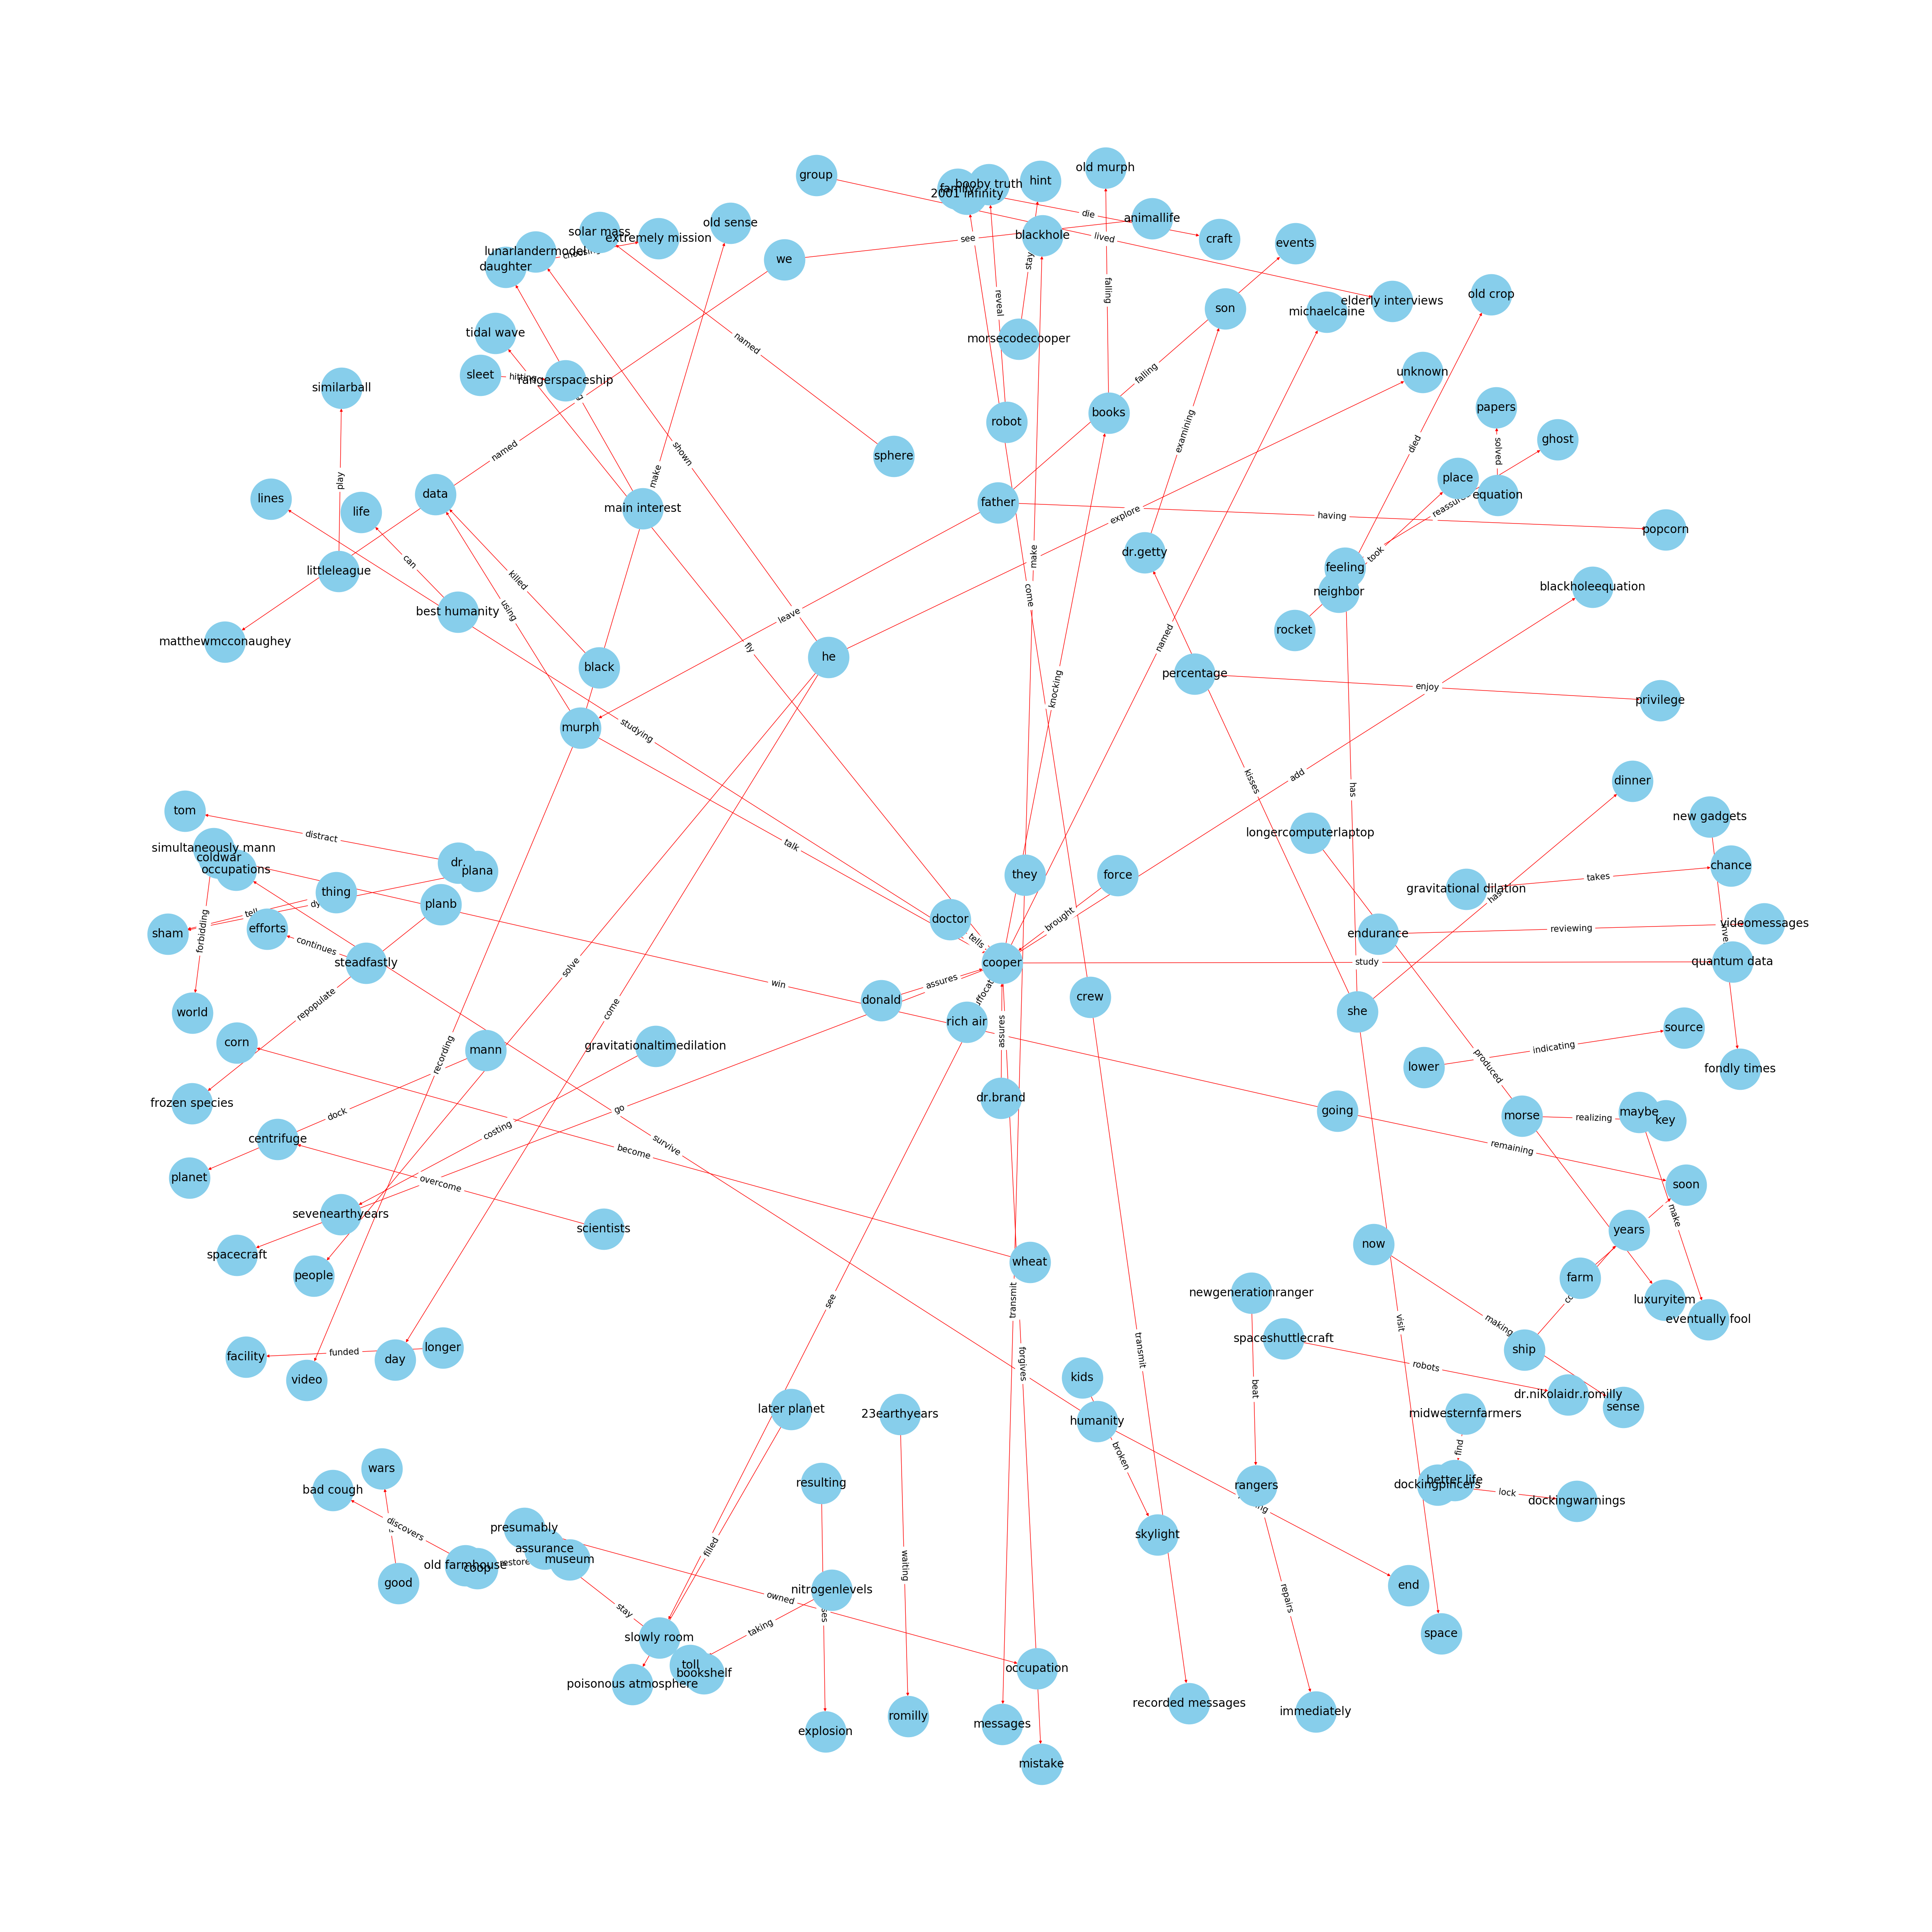 old murph
group
hint
booby truth
family
2001 infinity
die
animallife
old sense
solar mass
extremely mission
blackhole
lived
craft
events
see
lunarlandermodel
daughter
we
stay
elderly interviews
old crop
reveal
falling
son
michaelcaine
tidal wave
named
morsecodecooper
sleet
hitting
rangerspaceship
falling
unknown
similarball
robot
books
papers
ghost
shown
named
sphere
examining
died
solved
play
make
place
equation
lines
life
data
main interest
father
explore
reassures
having
popcorn
can
killed
make
dr.getty
took
littleleague
feeling
blackholeequation
using
come
neighbor
best humanity
leave
matthewmcconaughey
fly
named
rocket
black
he
percentage
knocking
enjoy
privilege
murph
studying
kisses
add
has
dinner
tom
distract
talk
longercomputerlaptop
new gadgets
simultaneously mann
coldwar
occupations
dr.
plana
they
force
gravitational dilation
takes
chance
thing
planb
has
tell
sham
forbidding
efforts
doctor
brought
endurance
reviewing
videomessages
continues
tells
steadfastly
cooper
study
quantum data
solve
win
assures
repopulate
world
donald
crew
she
come
rich air
assures
source
corn
mann
recording
gravitationaltimedilation
indicating
lower
fondly times
produced
frozen species
dock
go
dr.brand
going
morse
realizing
maybe
key
centrifuge
costing
survive
become
remaining
planet
overcome
soon
sevenearthyears
make
scientists
years
spacecraft
people
wheat
now
farm
newgenerationranger
transmit
see
luxuryitem
eventually fool
making
visit
spaceshuttlecraft
facility
funded
longer
day
video
forgives
transmit
ship
robots
kids
beat
dr.nikolaidr.romilly
later planet
23earthyears
humanity
midwesternfarmers
sense
find
broken
wars
bad cough
resulting
rangers
dockingpincers
better life
lock
dockingwarnings
discovers
presumably
skylight
assurance
museum
filled
old farmhouse
coop
restore
waiting
good
nitrogenlevels
end
owned
repairs
stay
taking
slowly room
space
toll
bookshelf
occupation
poisonous atmosphere
recorded messages
immediately
romilly
messages
explosion
mistake